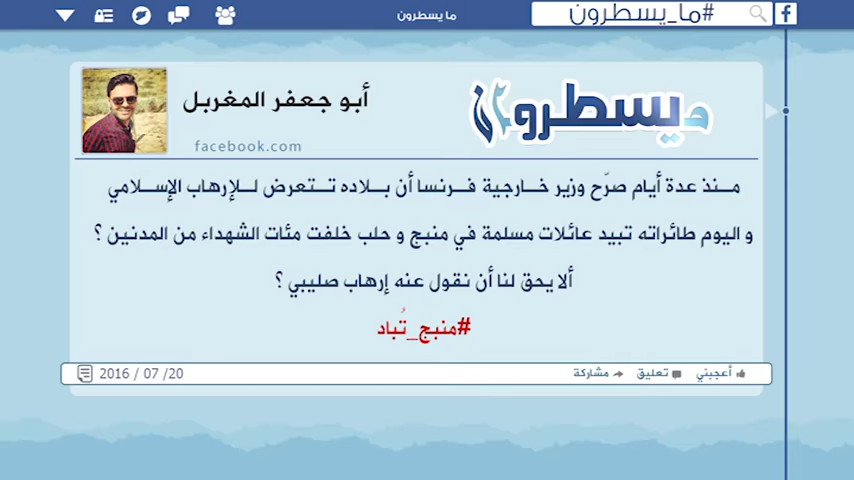 ما يسطرون
#ما_يسطرون
أبو جعفر المغربل
facebook.com
ما يسطرون
منذ عدة أيام صرّح وزير خارجية فرنسا أن بلاده تتعرض للإرهاب الإسلامي
و اليوم طائراته تبيد عائلات مسلمة في منبج و حلب خلفت مئات الشهداء من المدنين ؟
ألا يحق لنا أن نقول عنه إرهاب صليبي ؟
#منبج_تُباد
أعجبني تعليق مشاركة 2016 / 07 /20